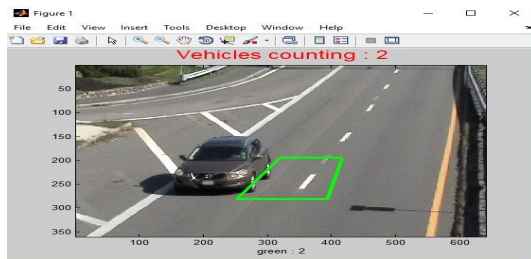 Figure 1
File Edit View Insert Tools Desktop Window Help
Vehicles counting : 2
50
100
150
200
250
300
350
100 200 300 400 500 600
green : 2